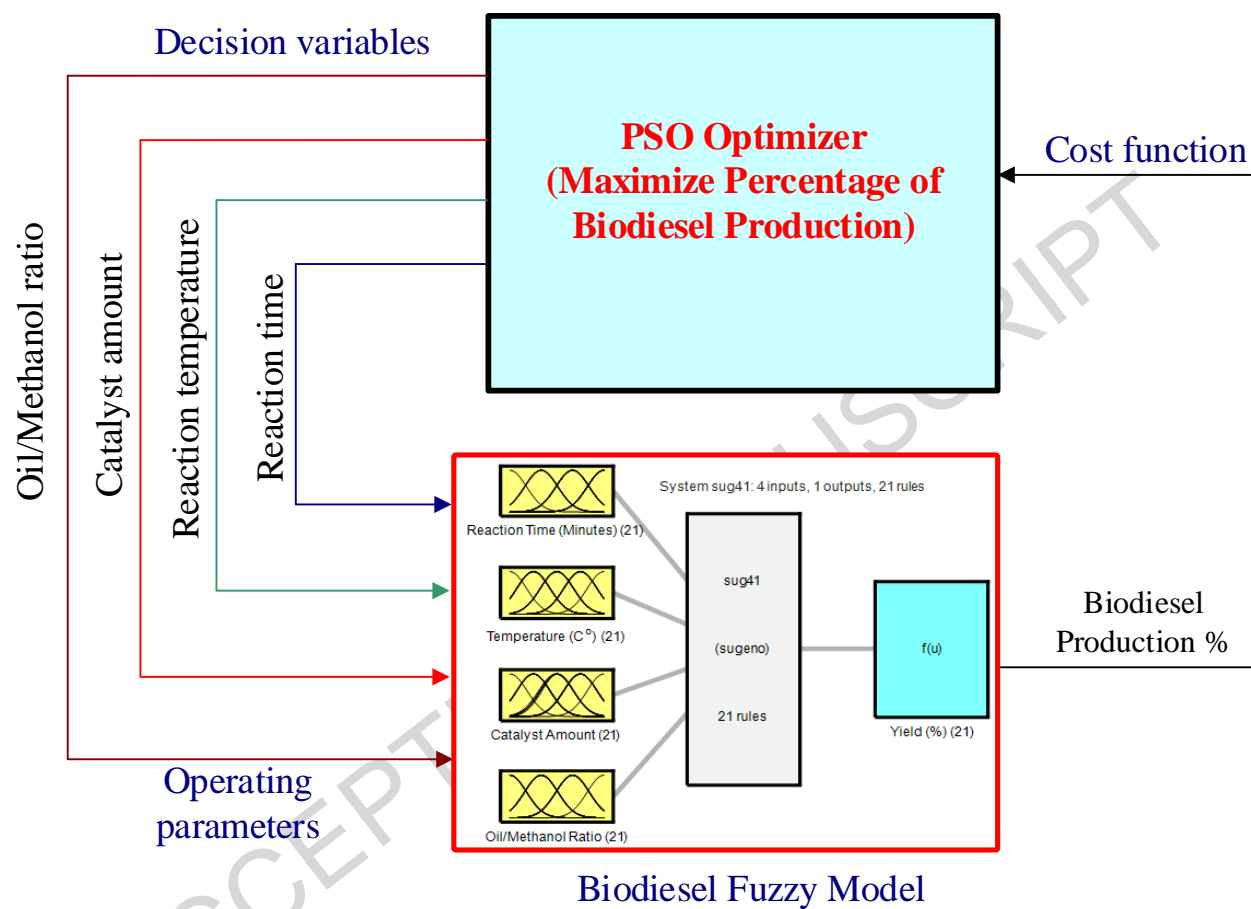 Decision variables
PSO Optimizer
(Maximize Percentage of
Biodiesel Production)
Cost function
Oil/Methanol ratio
Catalyst amount
Reaction temperature
Reaction time
System sug41: 4 inputs, 1 outputs, 21 rules
Reaction Time (Minutes) (21)
Temperature (C°) (21)
Catalyst Amount (21)
Oil/Methanol Ratio (21)
sug41
(sugeno)
21 rules
f(u)
Yield (%) (21)
Biodiesel
Production %
Operating
parameters
Biodiesel Fuzzy Model